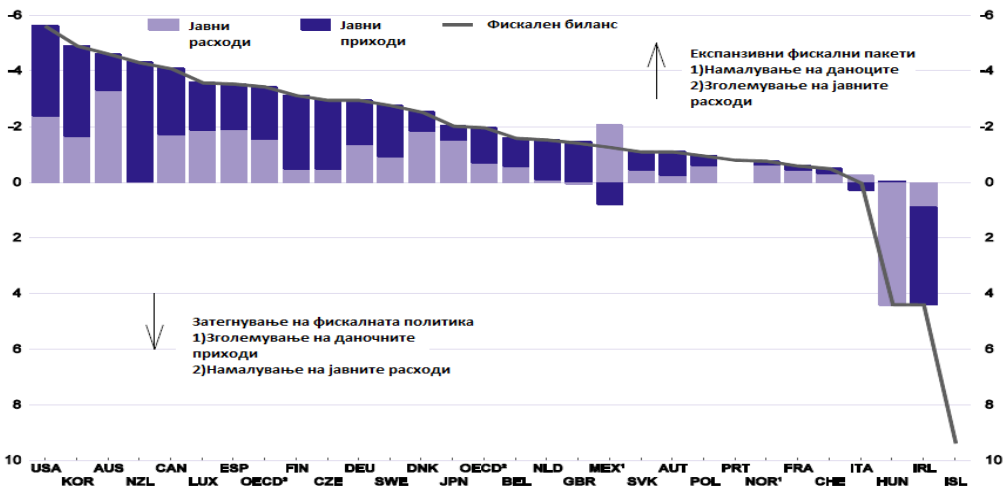 -6
-4
-2
0
2
4
6
8
10
Јавни
расходи
Јавни
приходи
Фискален биланс
Експанзивни фискални пакети
1)Намалување на даноците
2)Зголемување на јавните
расходи
Затегнување на фискалната политика
1)Зголемување на даночните
приходи
2)Намалување на јавните расходи
-6
-4
-2
0
2
4
6
8
10
USA AUS CAN ESP FIN DEU DNK OECD³ NLD MEX¹ AUT PRT FRA ITA IRL
KOR NZL LUX OECD² CZE SWE JPN BEL GBR SVK POL NOR¹ CHE HUN ISL